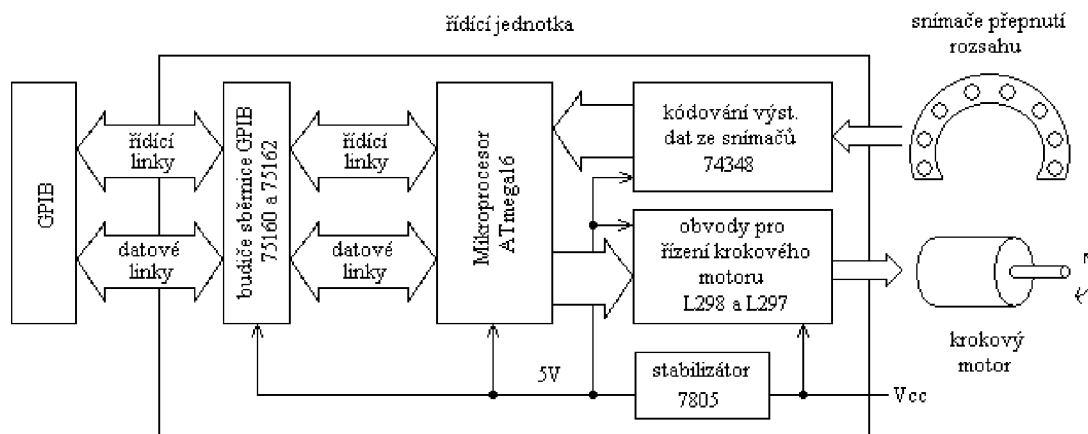 řídící jednotka
snímače přepnutí
rozsahu
GPIB
řídící
linky
datové
linky
budiče sběrnice GPIB
75160 a 75162
řídící
linky
datové
linky
Mikroprocesor
ATmega16
kódování výst.
dat ze snímačů
74348
obvody pro
řízení krokového
motoru
L298 a L297
krokový
motor
5V
stabilizátor
7805
Vcc